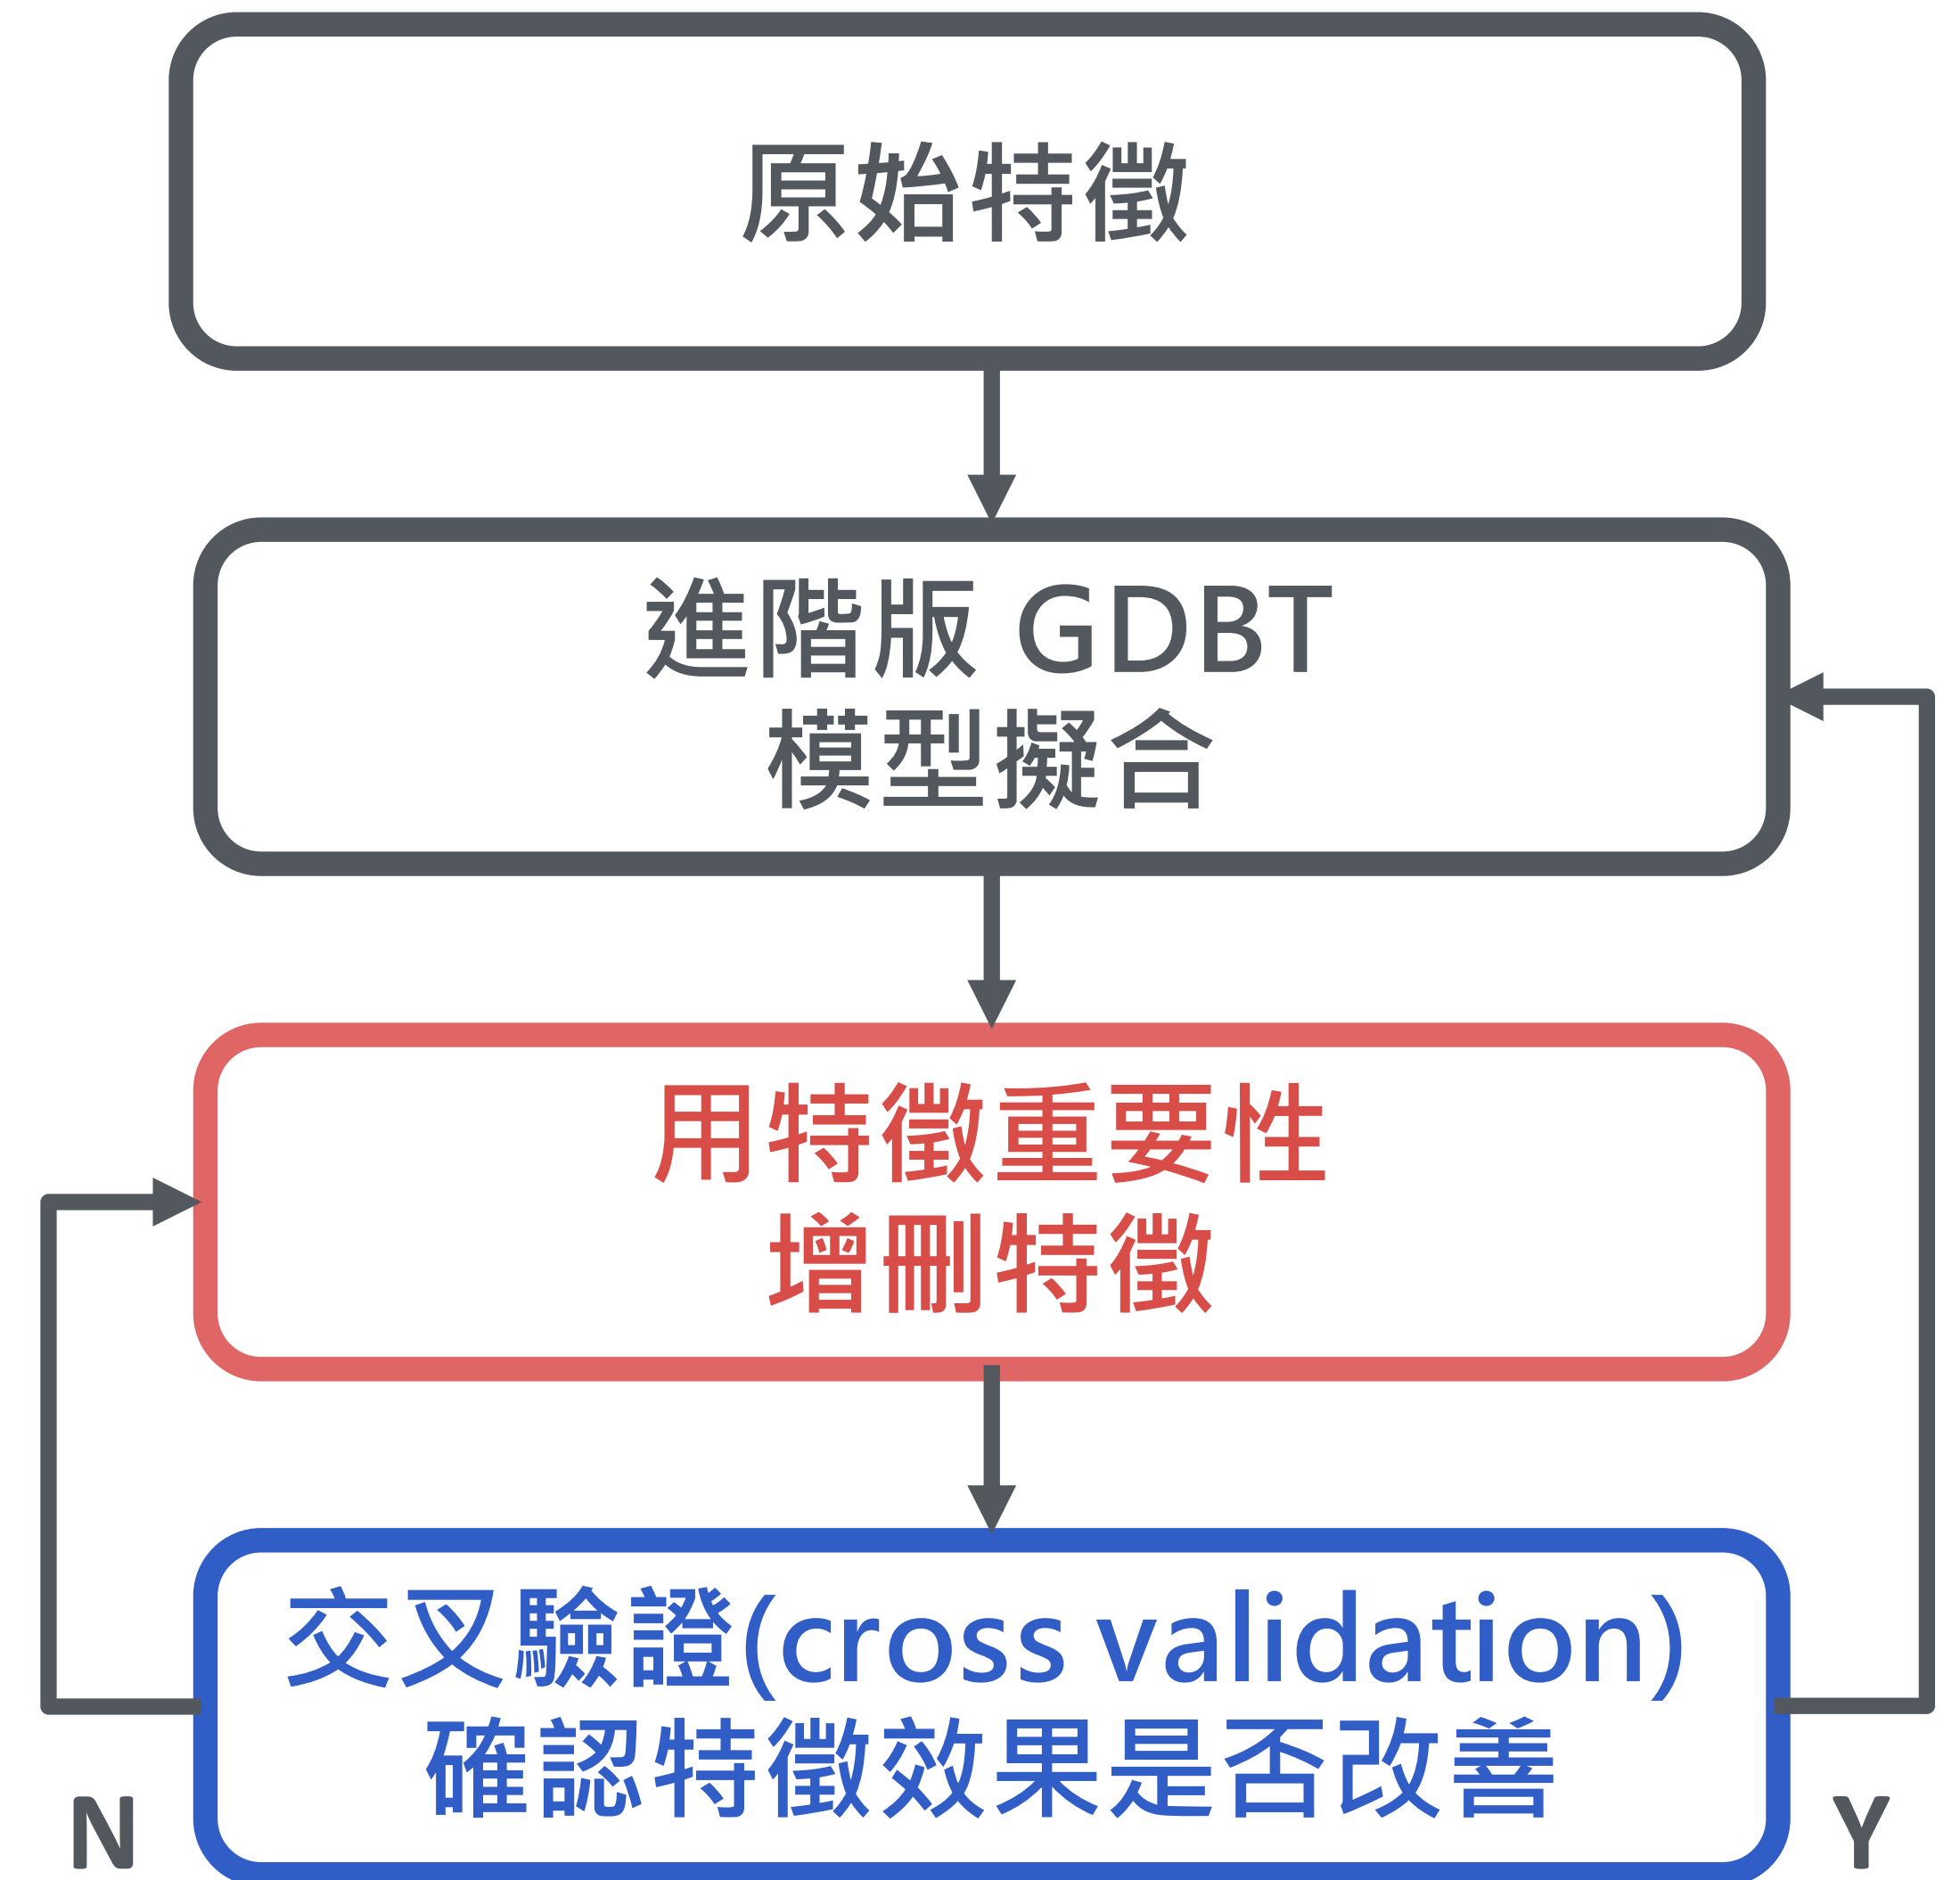 原始特徵
進階版 GDBT
模型擬合
用特徵重要性
增刪特徵
交叉驗證(cross validation)
確認特徵效果是否改善
N
Y